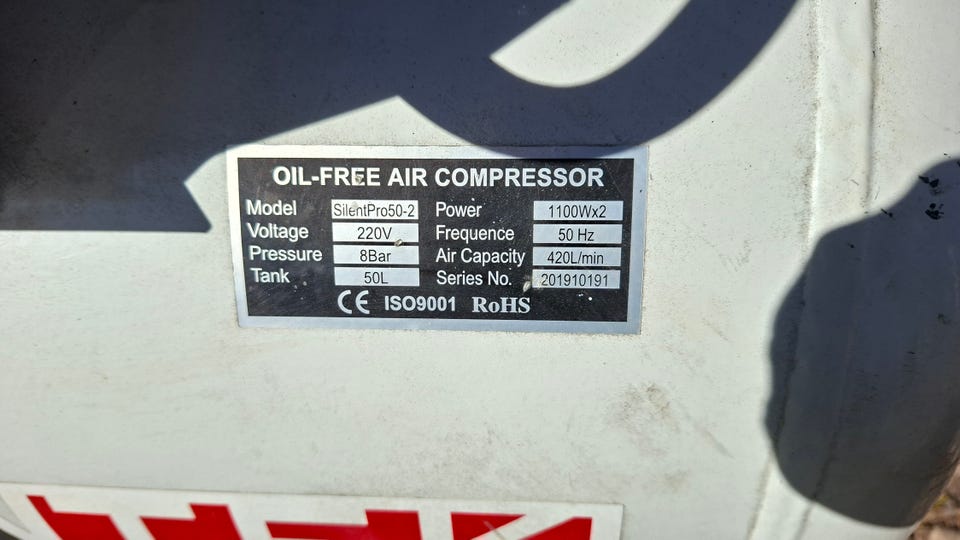 OIL-FREE AIR COMPRESSOR
Model SilentPro50-2 Power 1100Wx2
Voltage 220V Frequence 50 Hz
Pressure 8Bar Air Capacity 420L/min
Tank 50L Series No. 201910191
CE ISO9001 RoHS